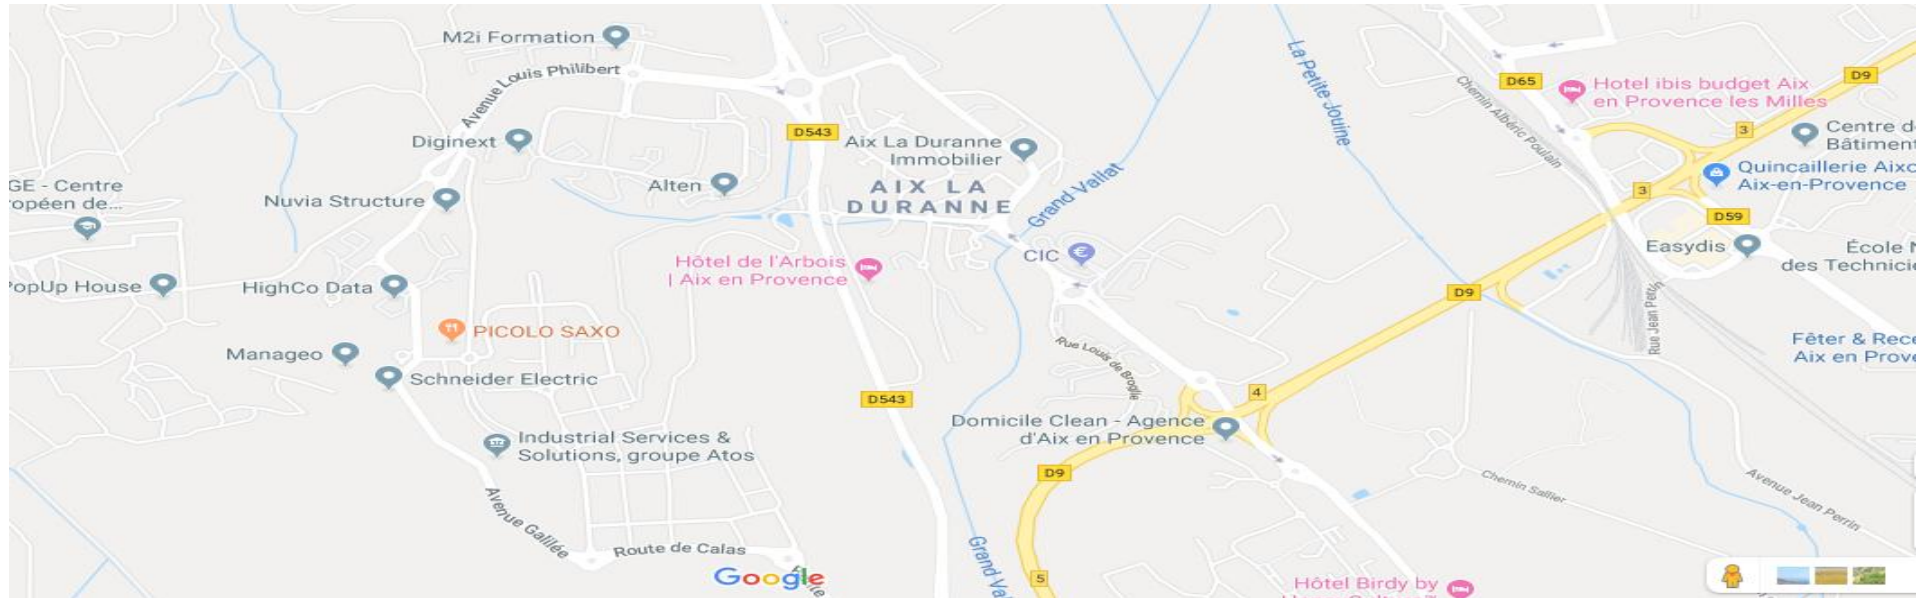 M2i Formation
Avenue Louis Philibert
Diginext
D543
Aix La Duranne
Immobilier
La Petite Jouine
D65
Chemin Albéric Poulain
Hotel ibis budget Aix
en Provence les Milles
D9
3
Centre d
Bâtiment
Quincaillerie Aixo
Aix-en-Provence
3
D59
GE - Centre
ropéen de...
Nuvia Structure
Alten
AIX LA
DURANNE
Grand Vallat
CIC
Easydis
École N
des Technicie
PopUp House
HighCo Data
Hôtel de l'Arbois
| Aix en Provence
D9
PICOLO SAXO
Manageo
Schneider Electric
Rue Louis de Broglie
Rue Jean Perrin
Fêter & Rece
Aix en Prove
D543
4
Domicile Clean - Agence
d'Aix en Provence
Industrial Services &
Solutions, groupe Atos
D9
Chemin Sallier
Avenue Jean Perrin
Avenue Galilée
Route de Calas
Google
Grand Va
5
Hôtel Birdy by